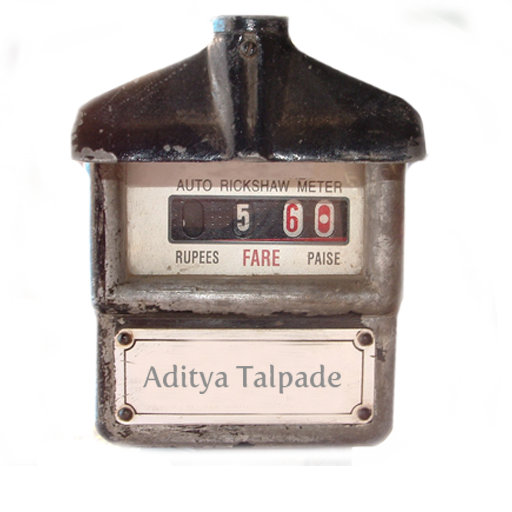 AUTO RICKSHAW METER
5 60
RUPEES FARE PAISE
Aditya Talpade